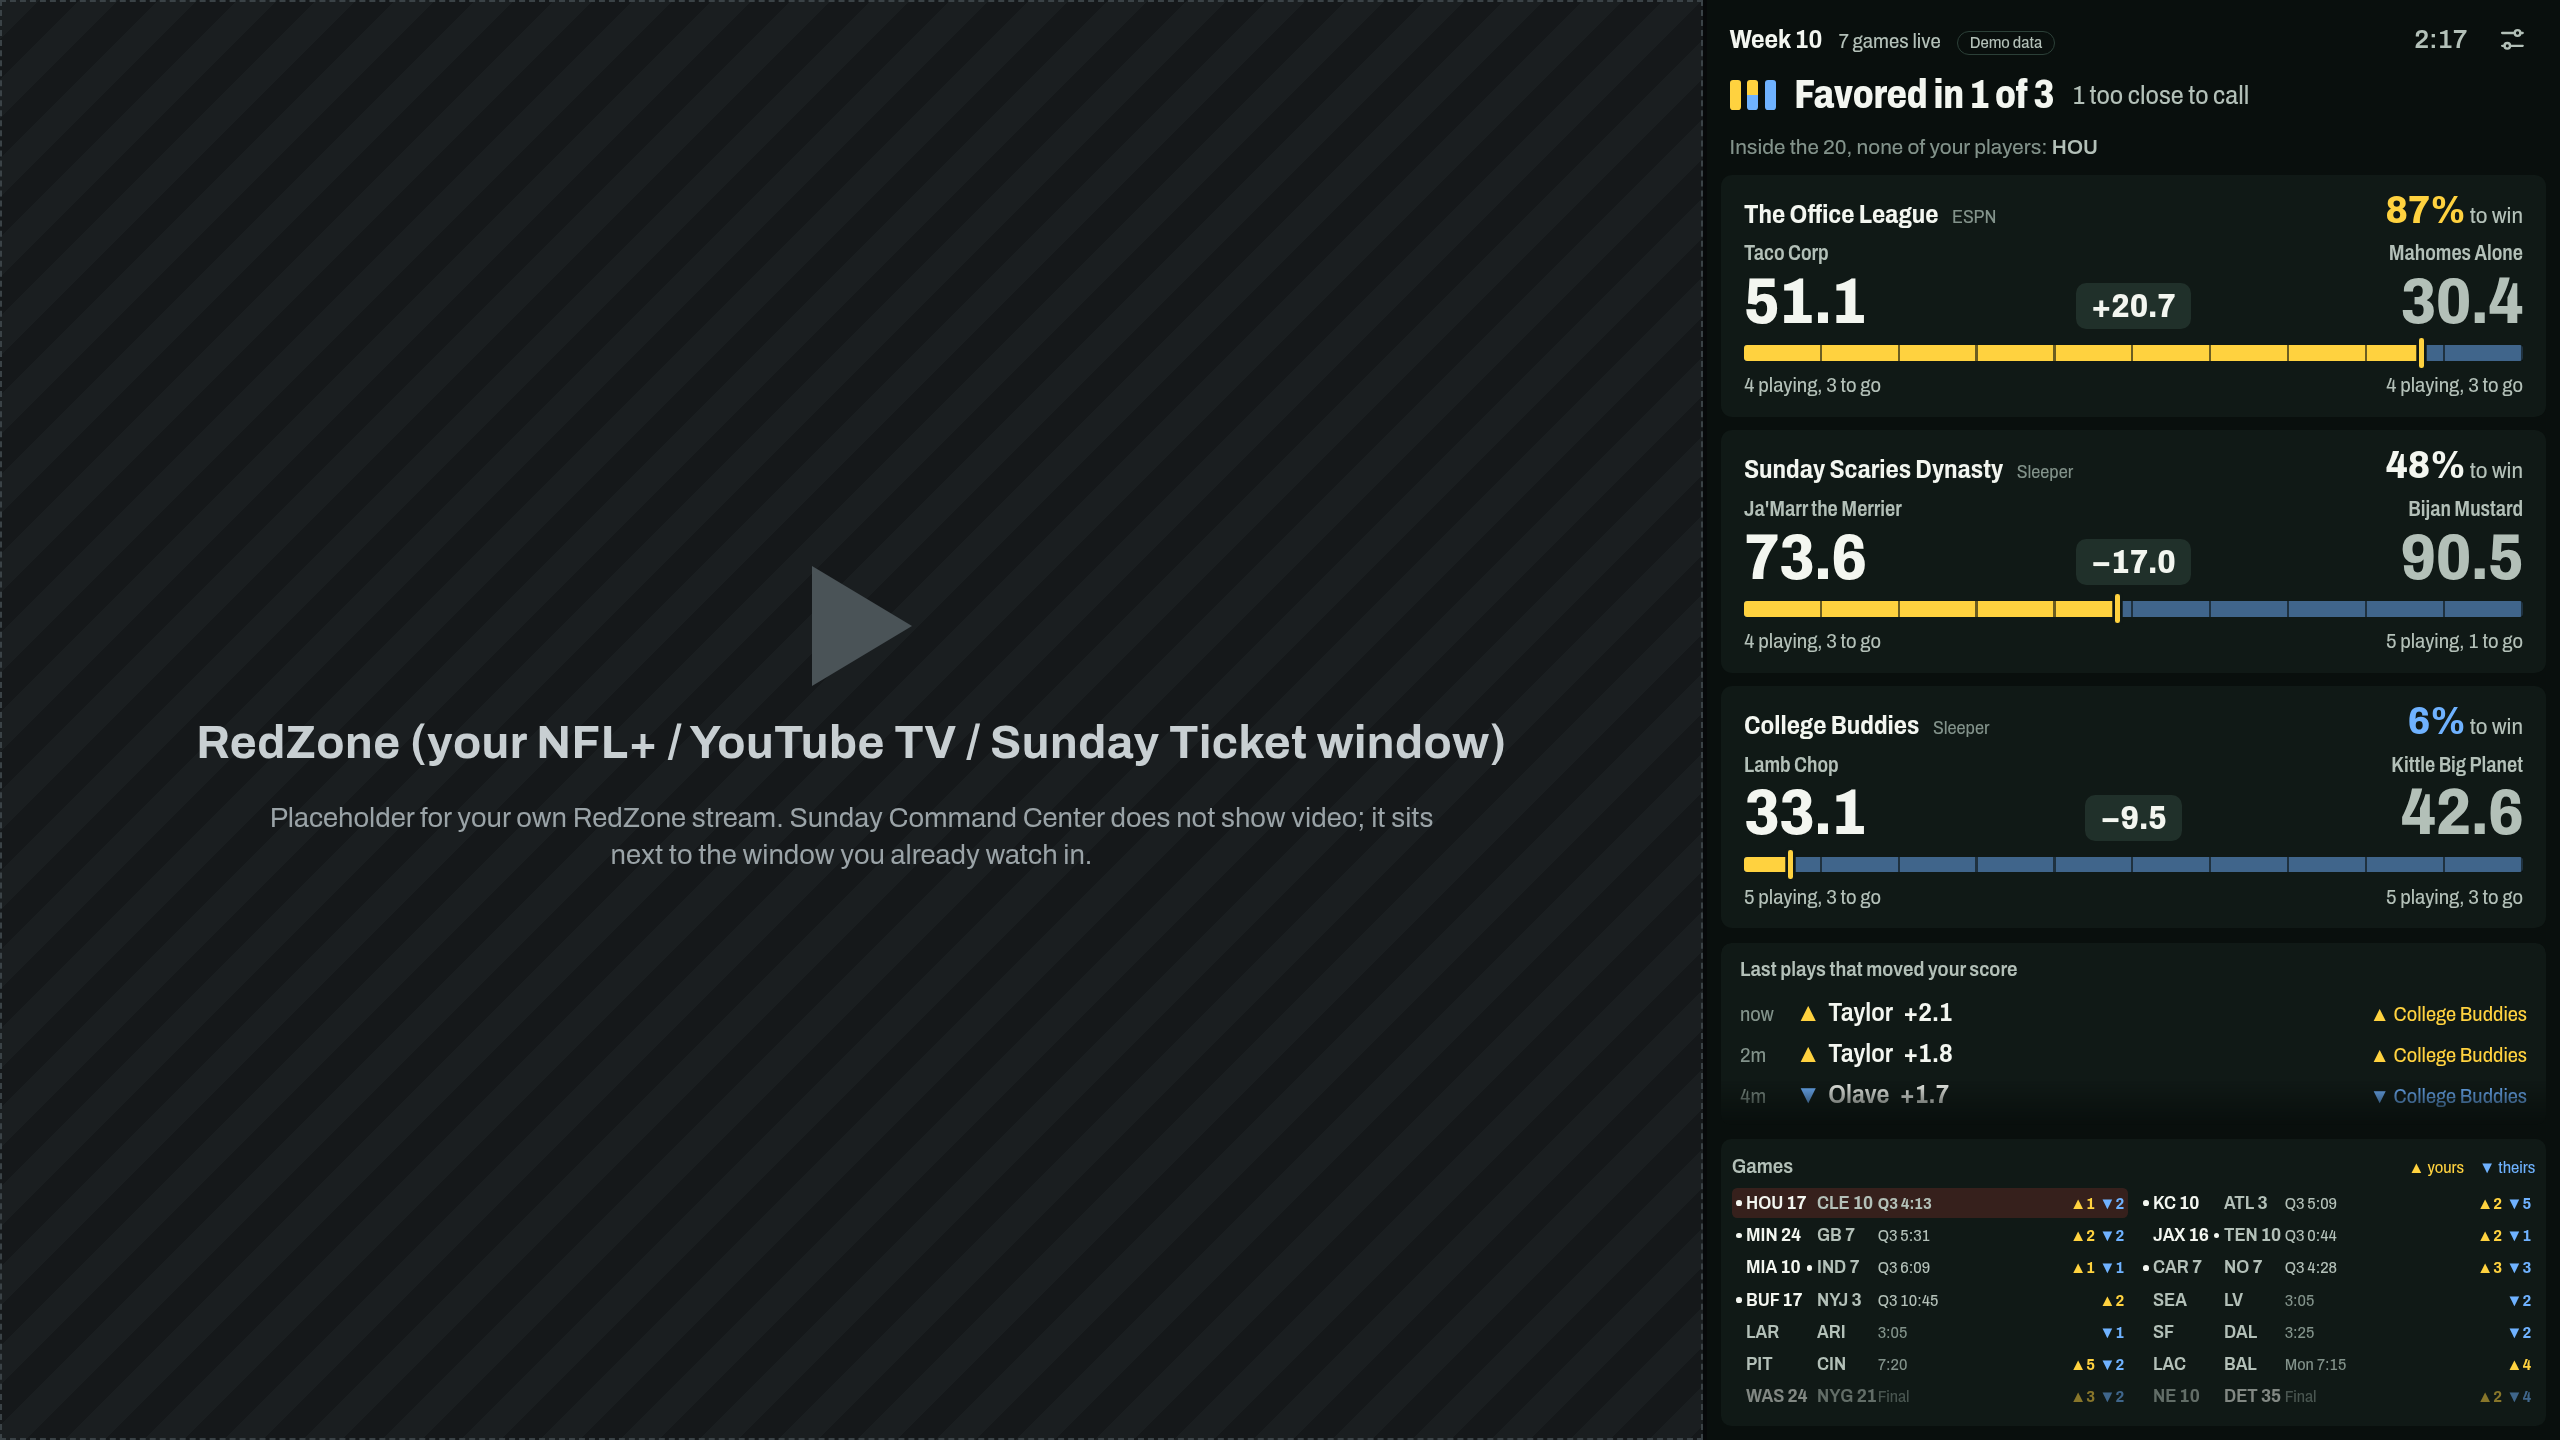 RedZone (your NFL+ / YouTube TV / Sunday Ticket window)
Placeholder for your own RedZone stream. Sunday Command Center does not show video; it sits
next to the window you already watch in.
Week 10 7 games live Demo data 2:17
Favored in 1 of 3 1 too close to call
Inside the 20, none of your players: HOU
The Office League ESPN 87% to win
Taco Corp Mahomes Alone
51.1 +20.7 30.4
4 playing, 3 to go 4 playing, 3 to go
Sunday Scaries Dynasty Sleeper 48% to win
Ja'Marr the Merrier Bijan Mustard
73.6 −17.0 90.5
4 playing, 3 to go 5 playing, 1 to go
College Buddies Sleeper 6% to win
Lamb Chop Kittle Big Planet
33.1 −9.5 42.6
5 playing, 3 to go 5 playing, 3 to go
Last plays that moved your score
now ▲ Taylor +2.1 ▲ College Buddies
2m ▲ Taylor +1.8 ▲ College Buddies
4m ▼ Olave +1.7 ▼ College Buddies
Games ▲ yours ▼ theirs
• HOU 17 CLE 10 Q3 4:13 ▲1 ▼2 • KC 10 ATL 3 Q3 5:09 ▲2 ▼5
• MIN 24 GB 7 Q3 5:31 ▲2 ▼2 JAX 16 • TEN 10 Q3 0:44 ▲2 ▼1
MIA 10 • IND 7 Q3 6:09 ▲1 ▼1 • CAR 7 NO 7 Q3 4:28 ▲3 ▼3
• BUF 17 NYJ 3 Q3 10:45 ▲2 SEA LV 3:05 ▼2
LAR ARI 3:05 ▼1 SF DAL 3:25 ▼2
PIT CIN 7:20 ▲5 ▼2 LAC BAL Mon 7:15 ▲4
WAS 24 NYG 21 Final ▲3 ▼2 NE 10 DET 35 Final ▲2 ▼4